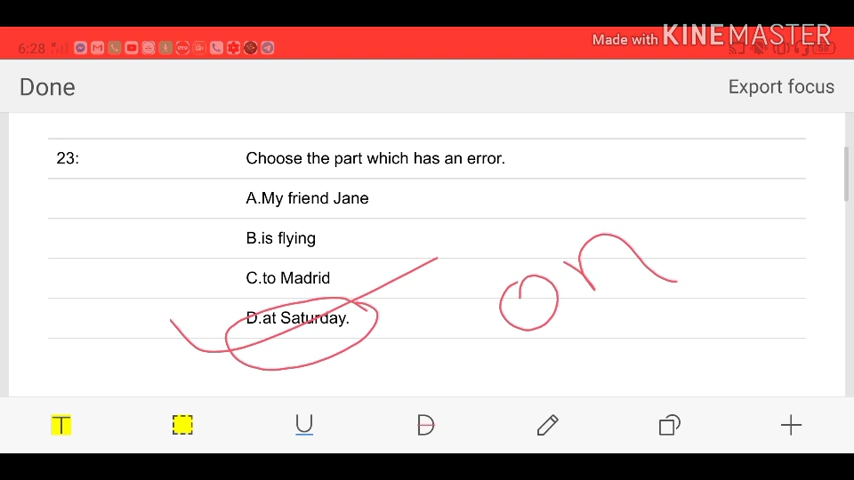 6:28
Made with KINEMASTER
Done
Export focus
23:
Choose the part which has an error.
A.My friend Jane
B.is flying
C.to Madrid
D.at Saturday.
on
T
U
D